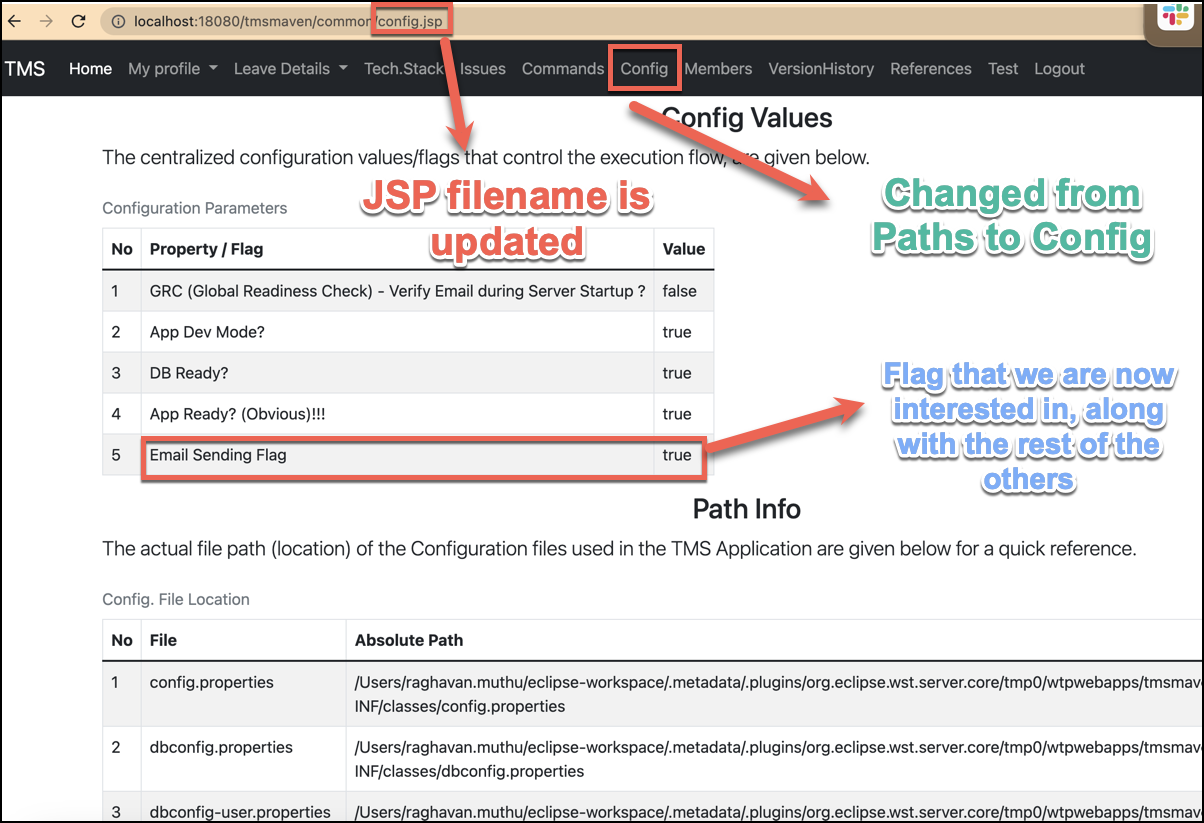 localhost:18080/tmsmaven/common/config.jsp
TMS Home My profile Leave Details Tech.Stack Issues Commands Config Members VersionHistory References Test Logout
Config Values
The centralized configuration values/flags that control the execution flow, are given below.
JSP filename is
updated
Changed from
Paths to Config
Configuration Parameters
No Property / Flag Value
1 GRC (Global Readiness Check) - Verify Email during Server Startup ? false
2 App Dev Mode? true
3 DB Ready? true
4 App Ready? (Obvious)!!! true
5 Email Sending Flag true
Flag that we are now
interested in, along
with the rest of the
others
Path Info
The actual file path (location) of the Configuration files used in the TMS Application are given below for a quick reference.
Config. File Location
No File Absolute Path
1 config.properties /Users/raghavan.muthu/eclipse-workspace/.metadata/.plugins/org.eclipse.wst.server.core/tmp0/wtpwebapps/tmsmav
INF/classes/config.properties
2 dbconfig.properties /Users/raghavan.muthu/eclipse-workspace/.metadata/.plugins/org.eclipse.wst.server.core/tmp0/wtpwebapps/tmsmav
INF/classes/dbconfig.properties
3 dbconfig-user.properties /Users/raghavan.muthu/eclipse-workspace/.metadata/.plugins/org.eclipse.wst.server.core/tmp0/wtpwebapps/tmsmav